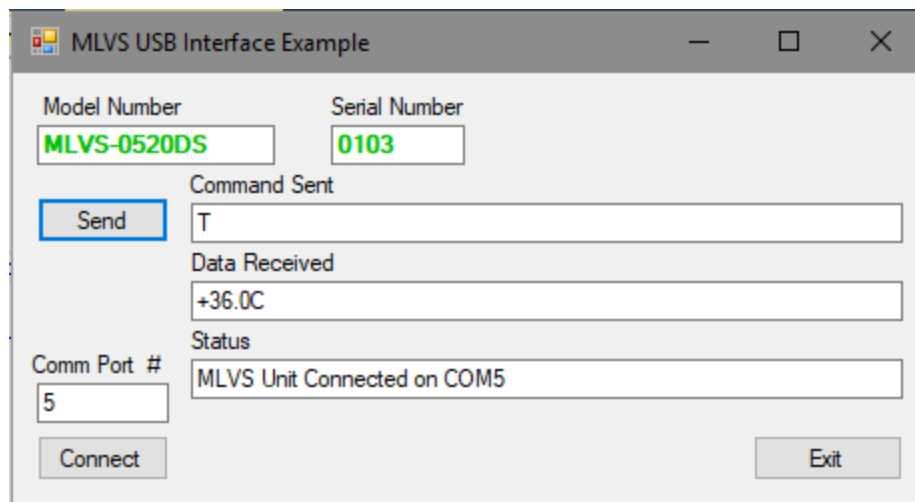 MLVS USB Interface Example
Model Number Serial Number
MLVS-0520DS 0103
Command Sent
Send T
Data Received
+36.0C
Status
Comm Port #
MLVS Unit Connected on COM5
5
Connect Exit